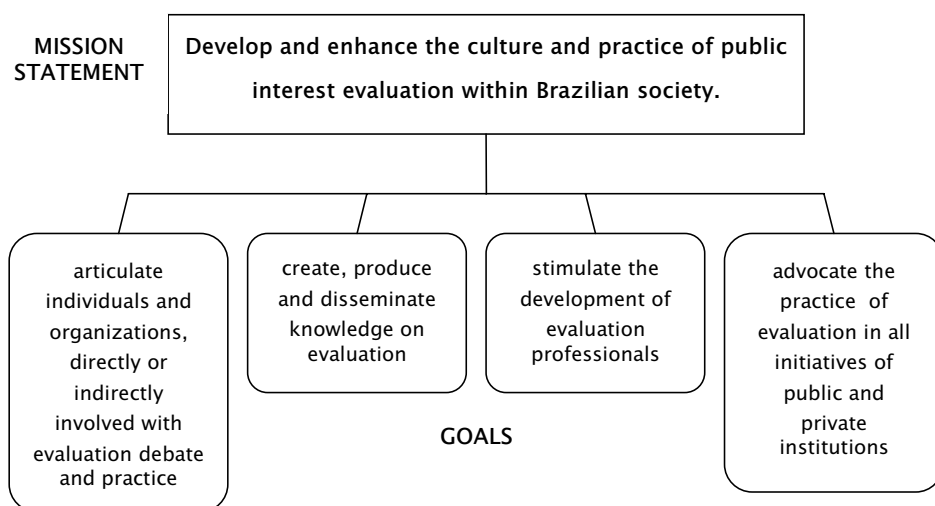 MISSION
STATEMENT
Develop and enhance the culture and practice of public
interest evaluation within Brazilian society.
articulate
individuals and
organizations,
directly or
indirectly
involved with
evaluation debate
and practice
create, produce
and disseminate
knowledge on
evaluation
stimulate the
development of
evaluation
professionals
advocate the
practice of
evaluation in all
initiatives of
public and
private
institutions
GOALS